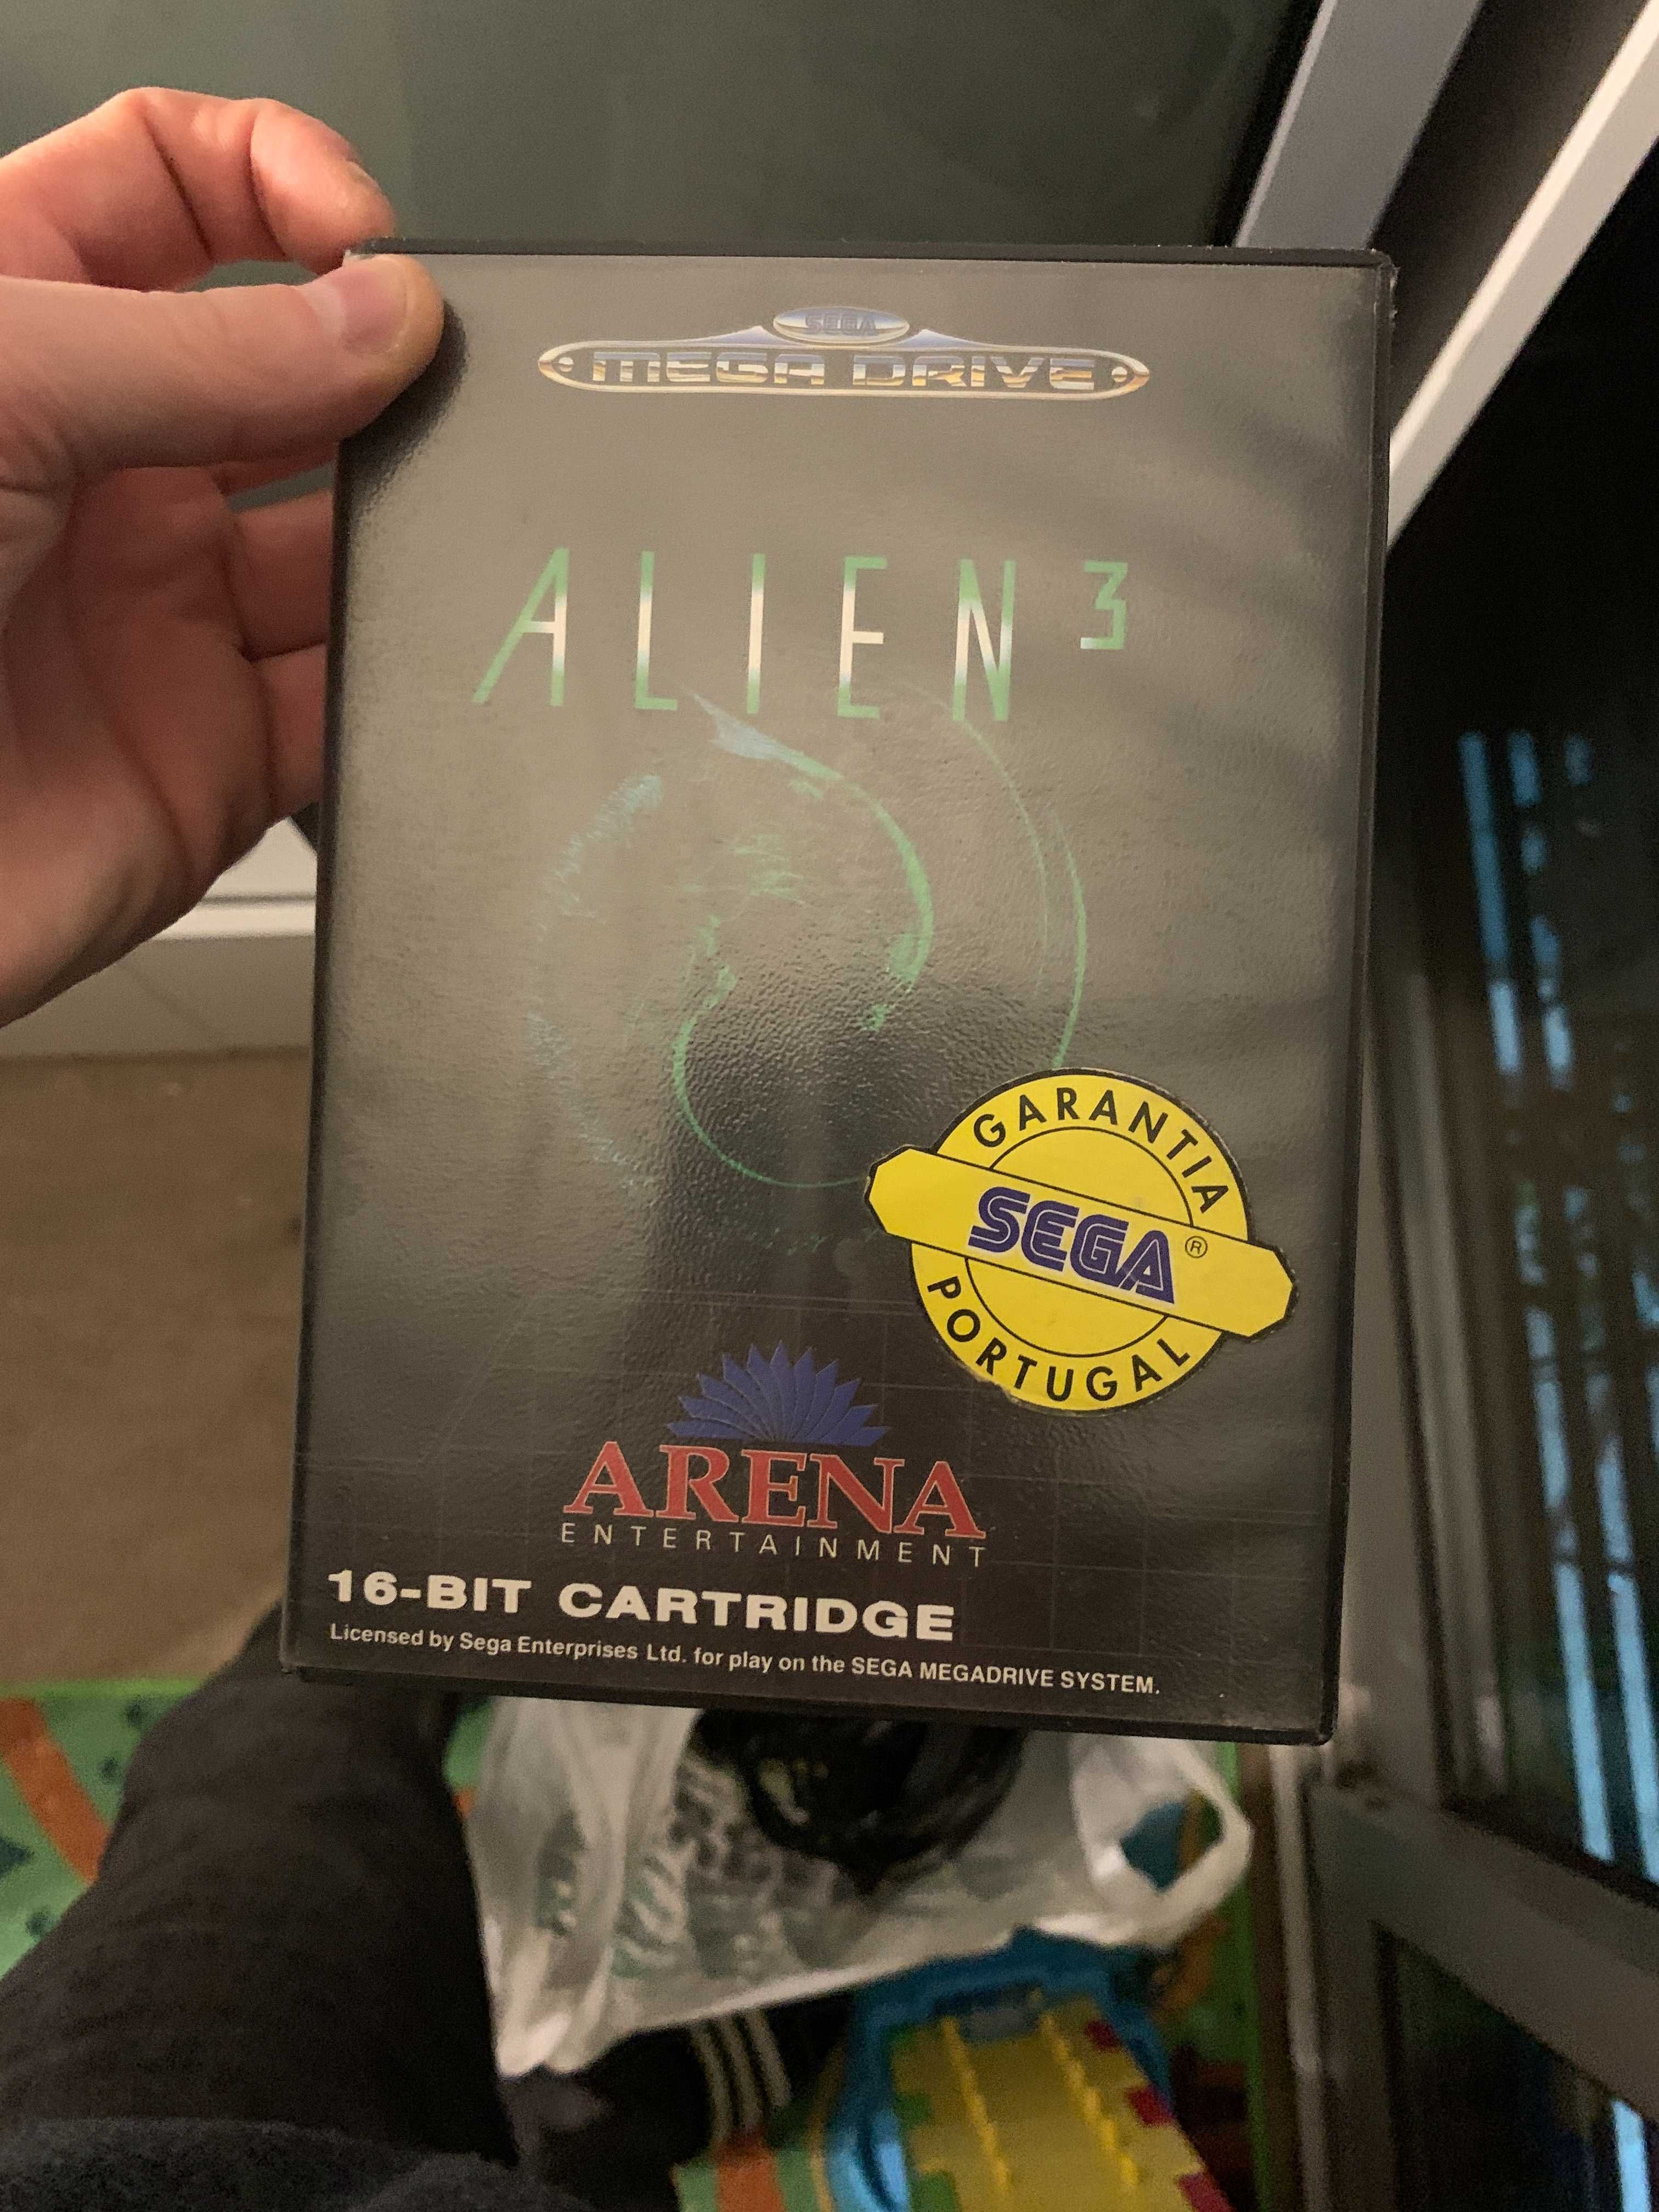 SEGA
MEGA DRIVE
ALIEN 3
GARANTIA
SEGA ®
PORTUGAL
ARENA
ENTERTAINMENT
16-BIT CARTRIDGE
Licensed by Sega Enterprises Ltd. for play on the SEGA MEGADRIVE SYSTEM.